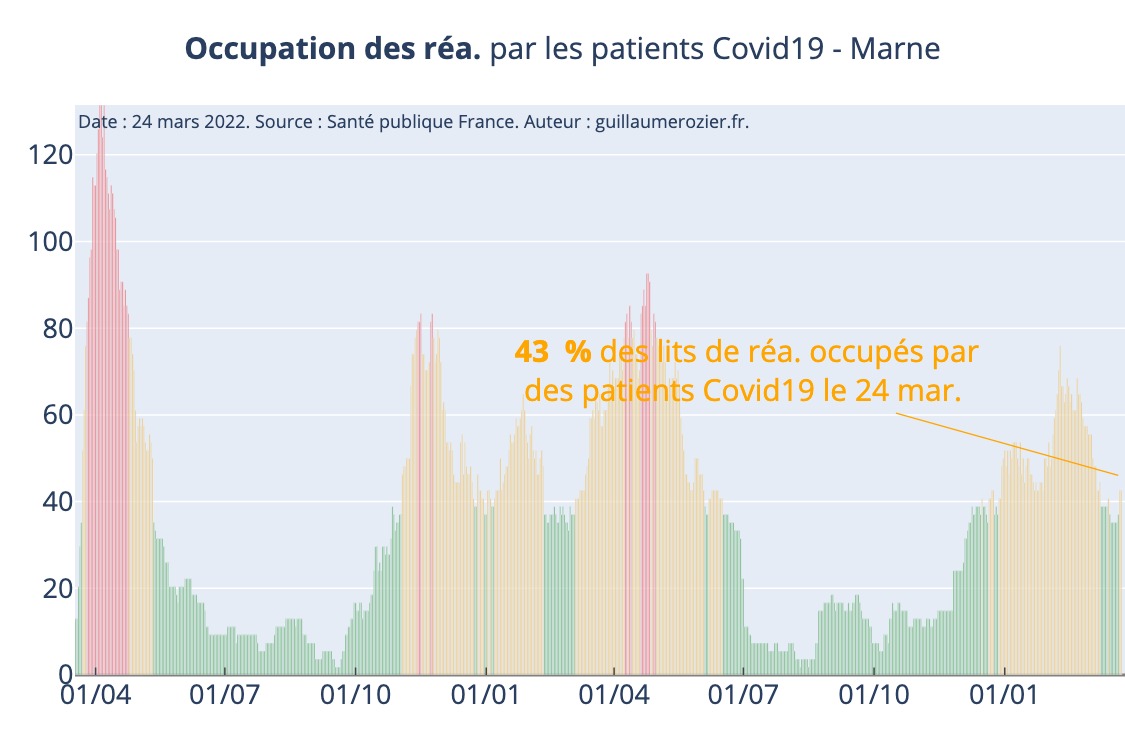 Occupation des réa. par les patients Covid19 - Marne
Date : 24 mars 2022. Source : Santé publique France. Auteur : guillaumerozier.fr.
120
100
80
60
40
20
0
43 % des lits de réa. occupés par
des patients Covid19 le 24 mar.
01/04 01/07 01/10 01/01 01/04 01/07 01/10 01/01